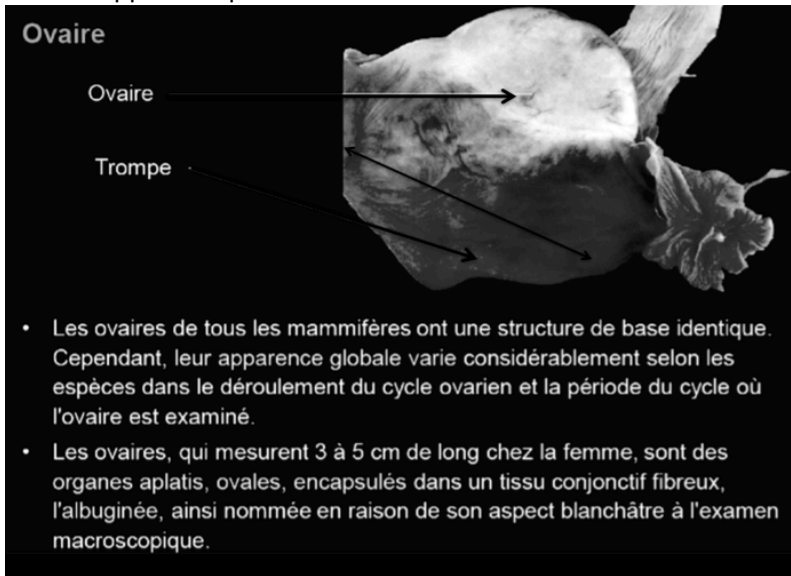 Ovaire
Ovaire
Trompe
• Les ovaires de tous les mammifères ont une structure de base identique.
Cependant, leur apparence globale varie considérablement selon les
espèces dans le déroulement du cycle ovarien et la période du cycle où
l'ovaire est examiné.
• Les ovaires, qui mesurent 3 à 5 cm de long chez la femme, sont des
organes aplatis, ovales, encapsulés dans un tissu conjonctif fibreux,
l'albuginée, ainsi nommée en raison de son aspect blanchâtre à l'examen
macroscopique.